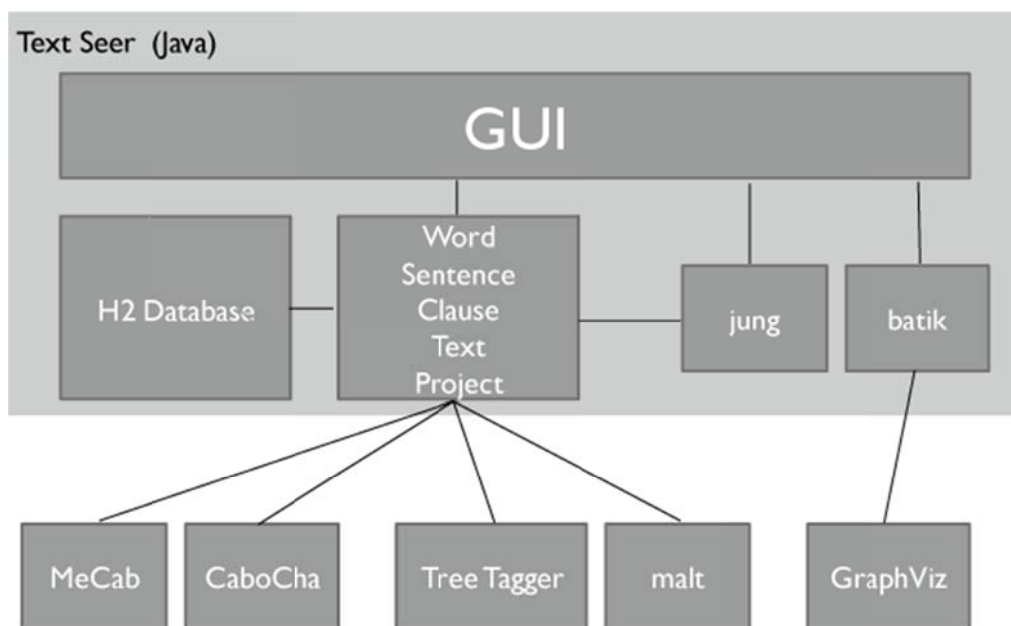 Text Seer (Java)
GUI
H2 Database
Word
Sentence
Clause
Text
Project
jung
batik
MeCab
CaboCha
Tree Tagger
malt
GraphViz